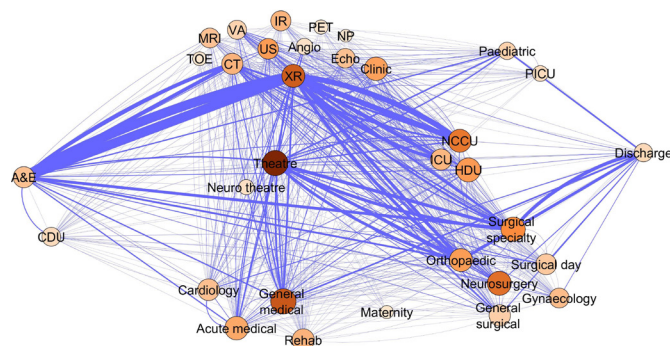 IR
PET
VA
NP
MRI
US
Angio
TOE
CT
Echo
Clinic
XR
Paediatric
PICU
NCCU
ICU
HDU
Theatre
Discharge
A&E
Neuro theatre
CDU
Surgical
specialty
Orthopaedic
Surgical day
Cardiology
General
medical
Neurosurgery
Gynaecology
Maternity
General
surgical
Acute medical
Rehab